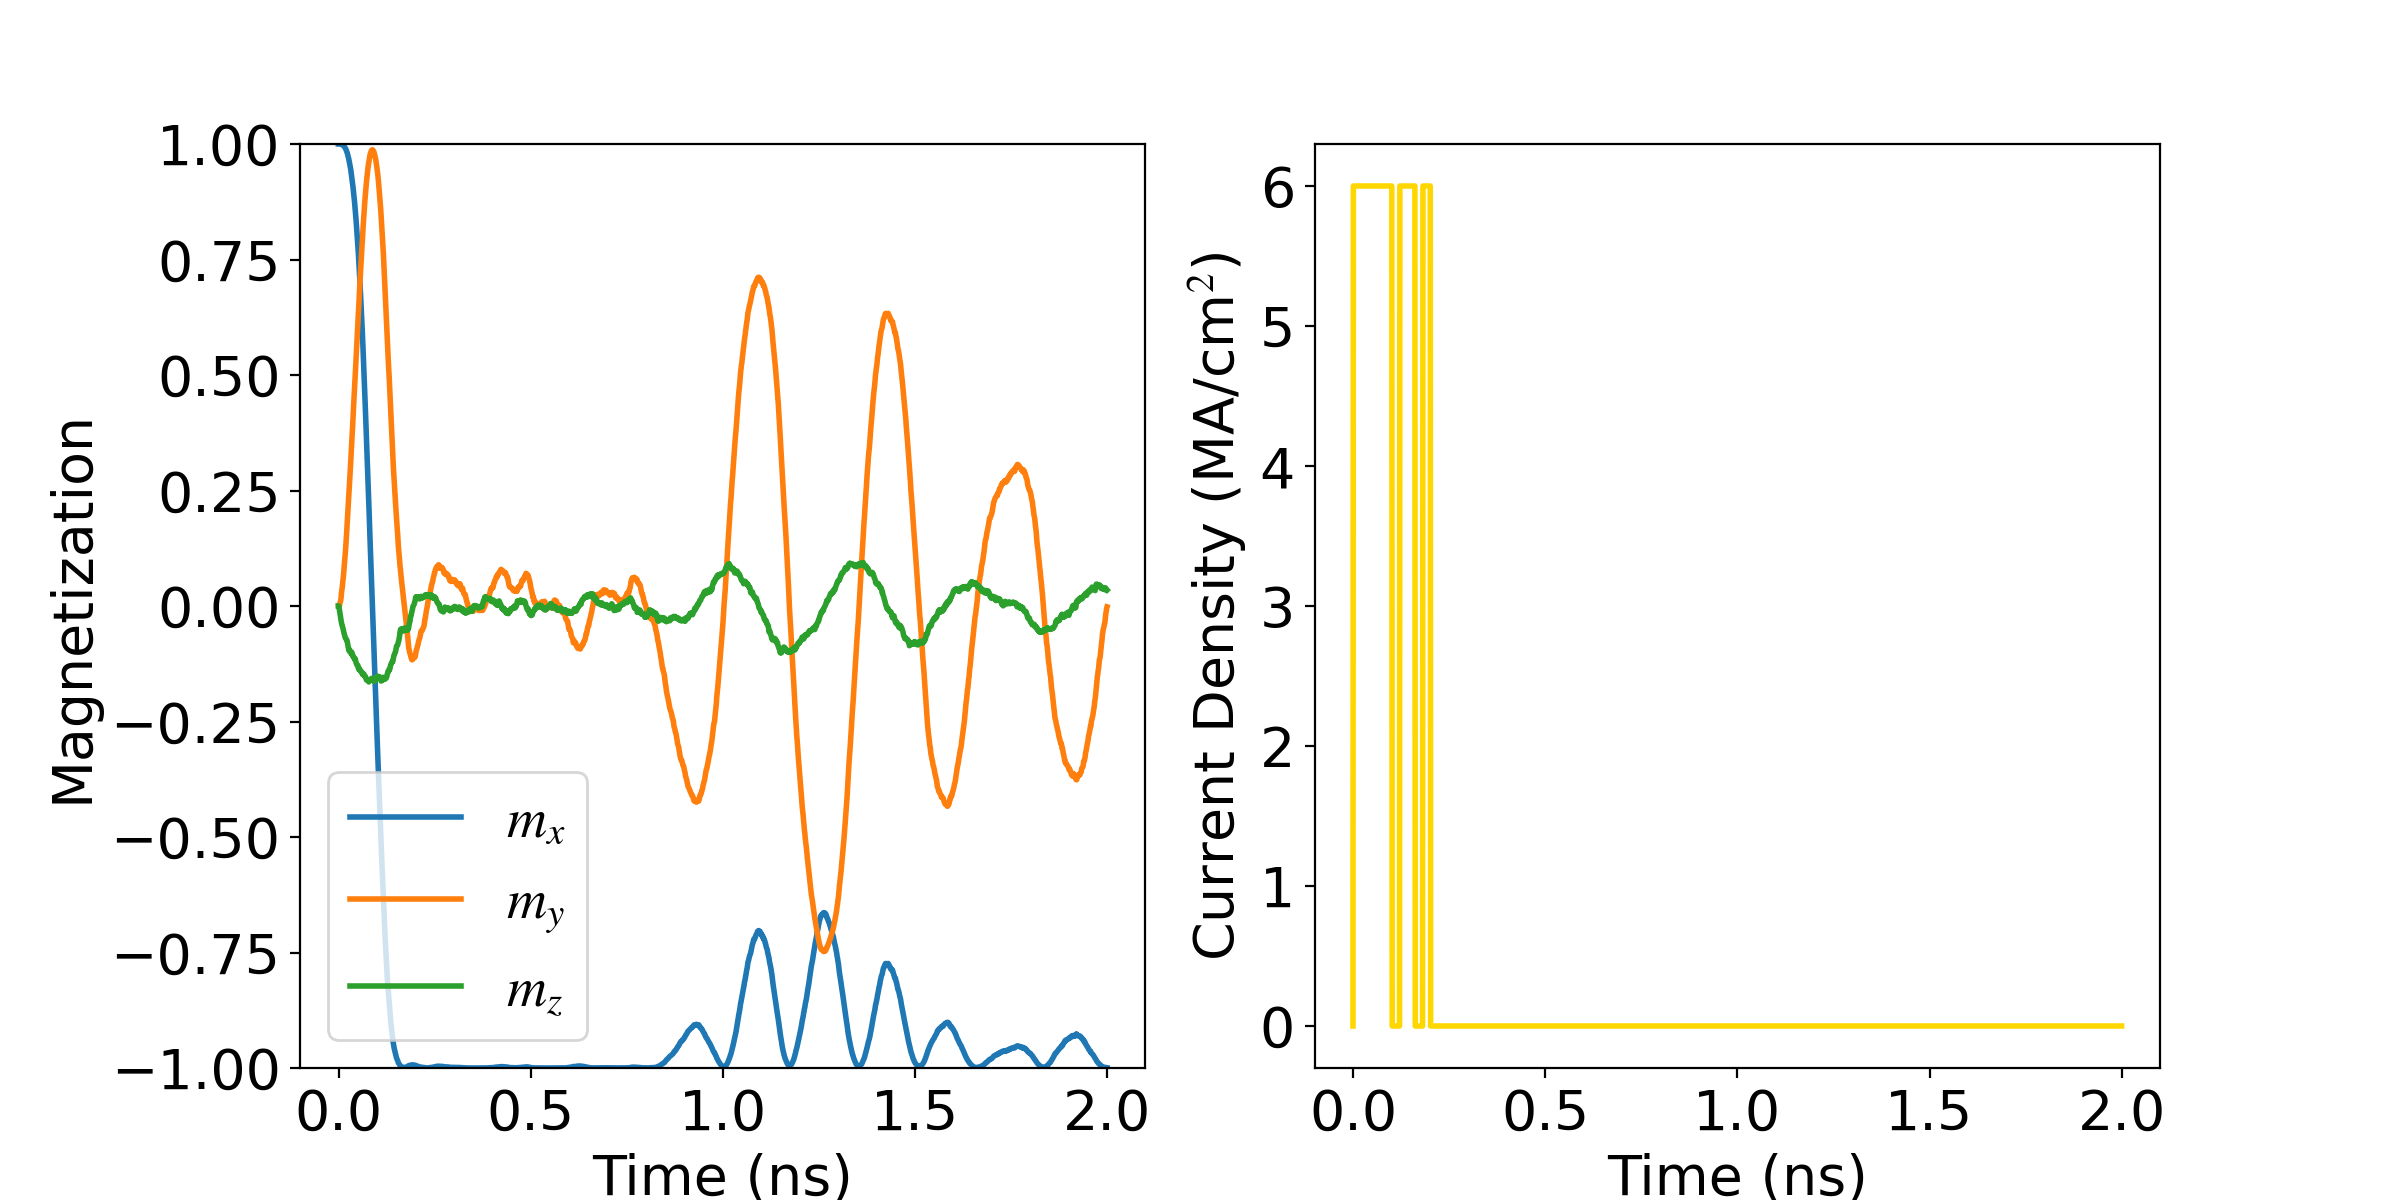 Magnetization
1.00
0.75
0.50
0.25
0.00
−0.25
−0.50
−0.75
−1.00
m_x
m_y
m_z
0.0 0.5 1.0 1.5 2.0
Time (ns)
Current Density (MA/cm²)
6
5
4
3
2
1
0
0.0 0.5 1.0 1.5 2.0
Time (ns)